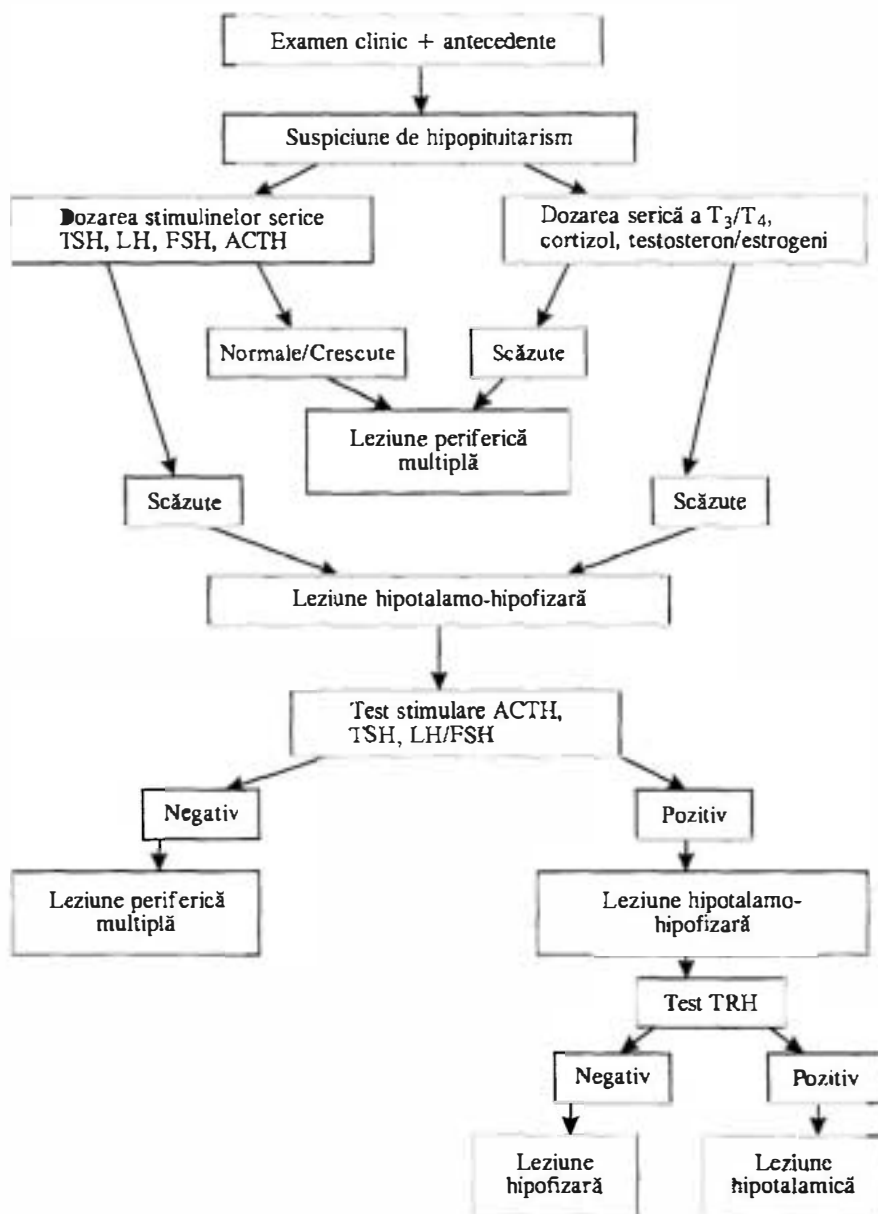 Examen clinic + antecedente
Suspiciune de hipopituitarism
Dozarea stimulinelor serice
TSH, LH, FSH, ACTH
Dozarea serică a T₃/T₄,
cortizol, testosteron/estrogeni
Normale/Crescute
Scăzute
Leziune periferică
multiplă
Scăzute
Scăzute
Leziune hipotalamo-hipofizară
Test stimulare ACTH,
TSH, LH/FSH
Negativ
Pozitiv
Leziune periferică
multiplă
Leziune hipotalamo-
hipofizară
Test TRH
Negativ
Pozitiv
Leziune
hipofizară
Leziune
hipotalamică